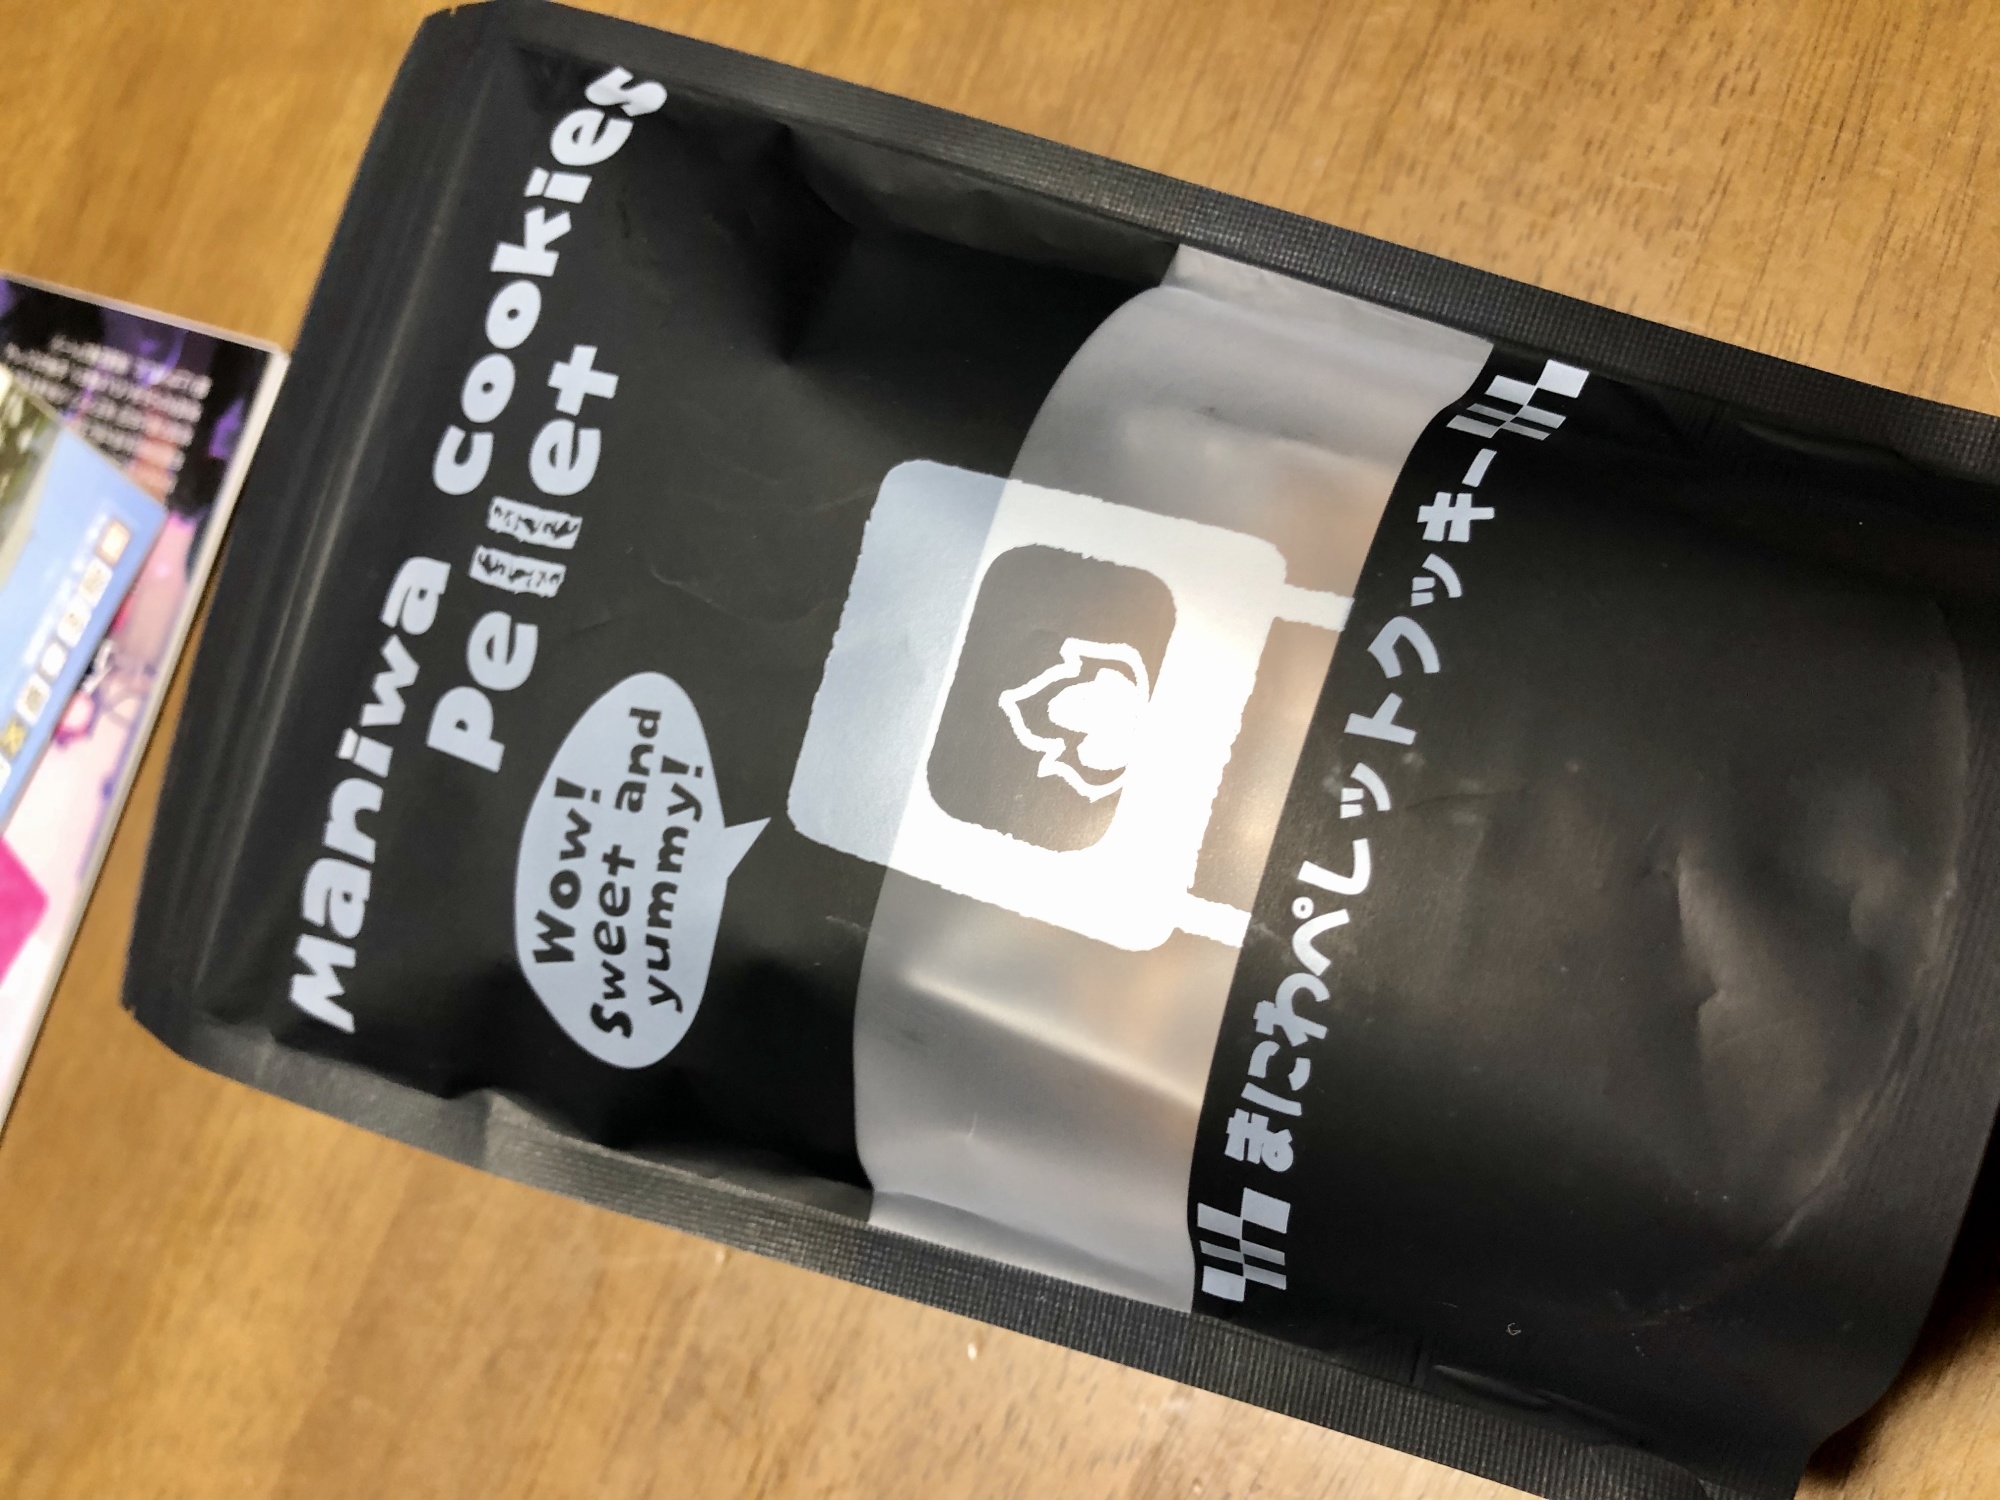 Maniwa Cookies
Pellet
Wow!
Sweet and
yummy!
まにわペレットクッキー